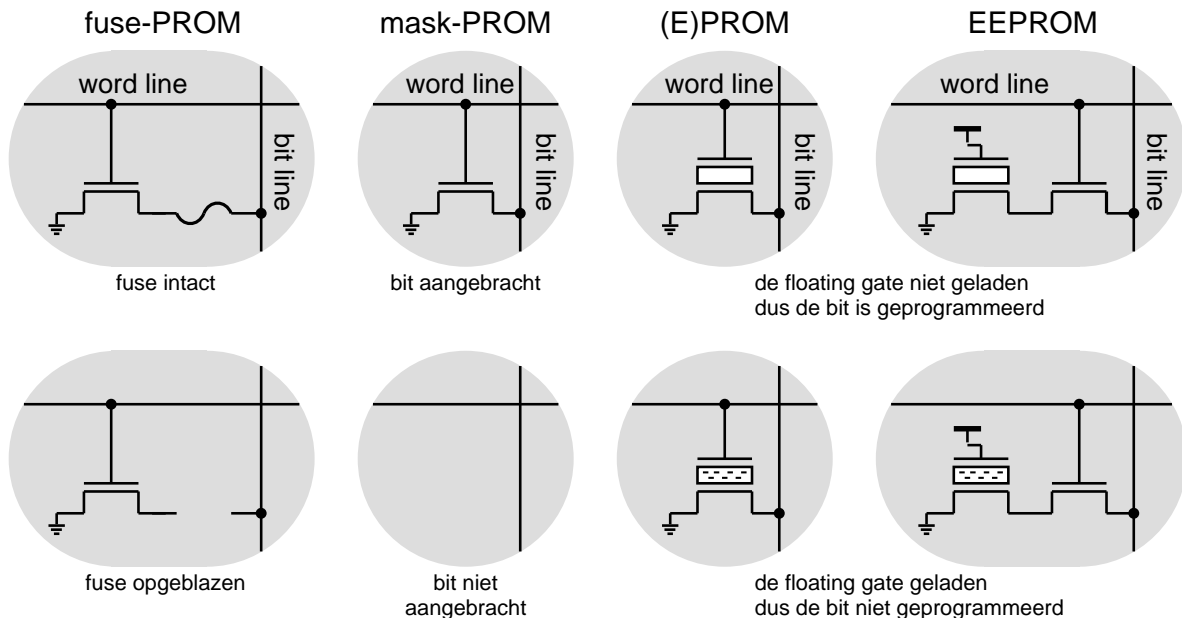 fuse-PROM
mask-PROM
(E)PROM
EEPROM
word line
bit line
word line
bit line
word line
bit line
word line
bit line
fuse intact
bit aangebracht
de floating gate niet geladen
dus de bit is geprogrammeerd
fuse opgeblazen
bit niet
aangebracht
de floating gate geladen
dus de bit niet geprogrammeerd